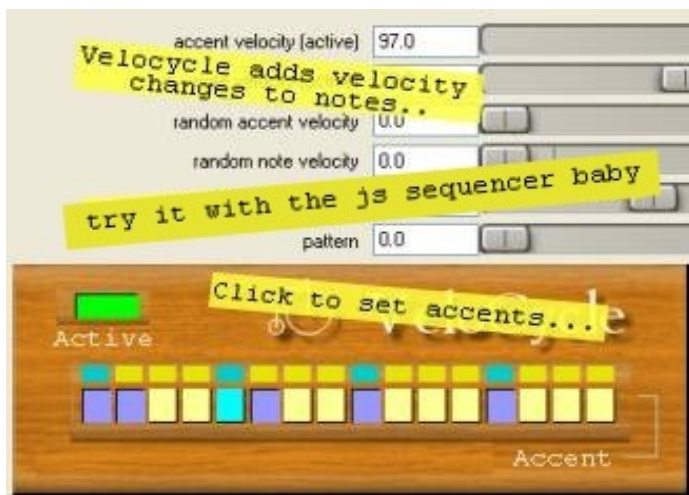 accent velocity (active) 97.0
Velocycle adds velocity
changes to notes..
random accent velocity 0.0
random note velocity 0.0
try it with the js sequencer baby
pattern 0.0
Click to set accents...
VeloCycle
Active
Accent